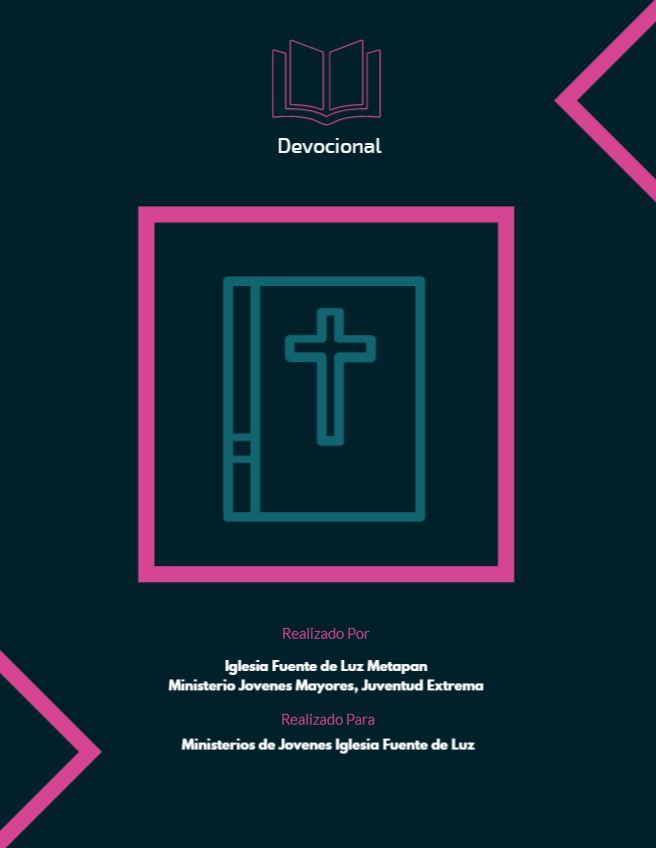 Devocional
Realizado Por
Iglesia Fuente de Luz Metapan
Ministerio Jovenes Mayores, Juventud Extrema
Realizado Para
Ministerios de Jovenes Iglesia Fuente de Luz